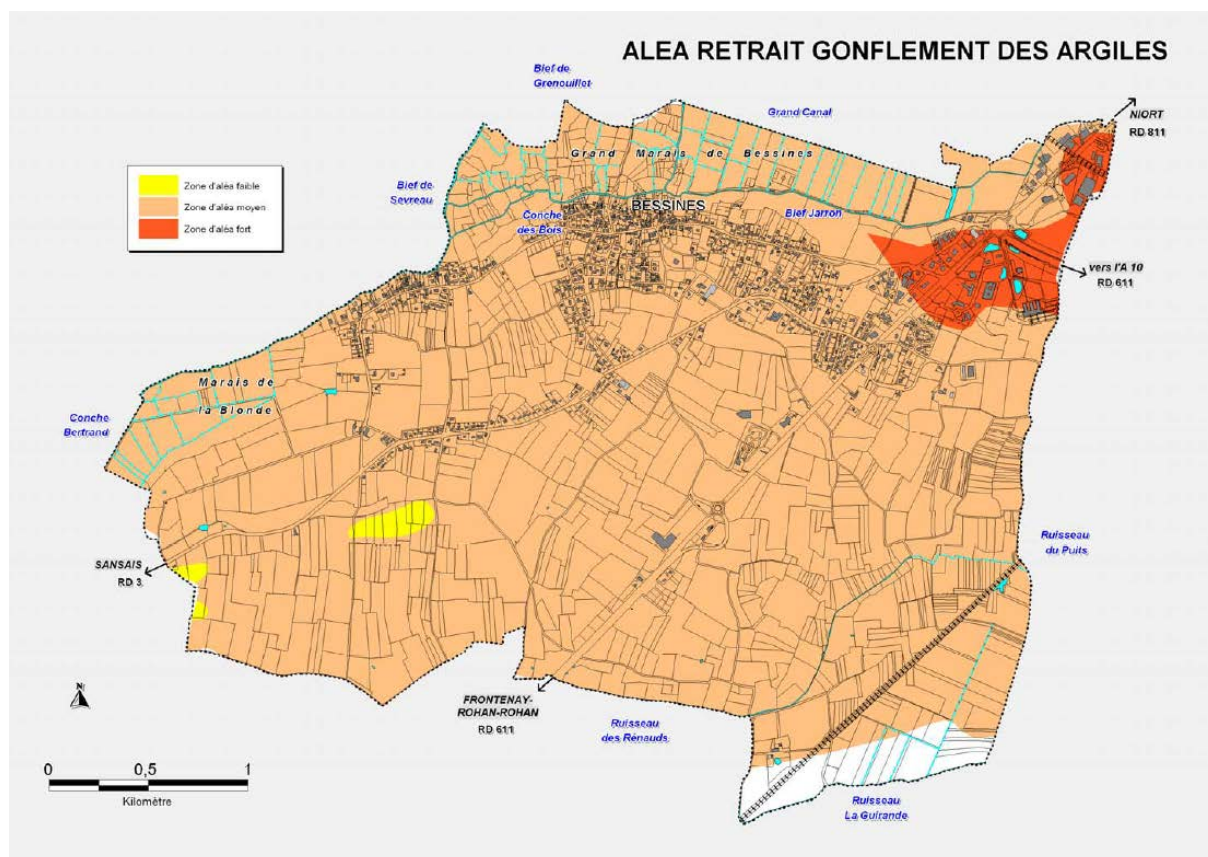 ALEA RETRAIT GONFLEMENT DES ARGILES
Bief de
Grenouillet
Grand Canal
NIORT
RD 811
Grand Marais de Bessines
Zone d'aléa faible
Zone d'aléa moyen
Zone d'aléa fort
Bief de
Sevreau
BESSINES
Conche
des Bois
Bief Jarron
vers l'A 10
RD 611
Marais de
la Blonde
Conche
Bertrand
Ruisseau
du Puits
SANSAIS
RD 3
N
FRONTENAY-
ROHAN-ROHAN
RD 611
Ruisseau
des Rénauds
0 0,5 1
Kilomètre
Ruisseau
La Guirande